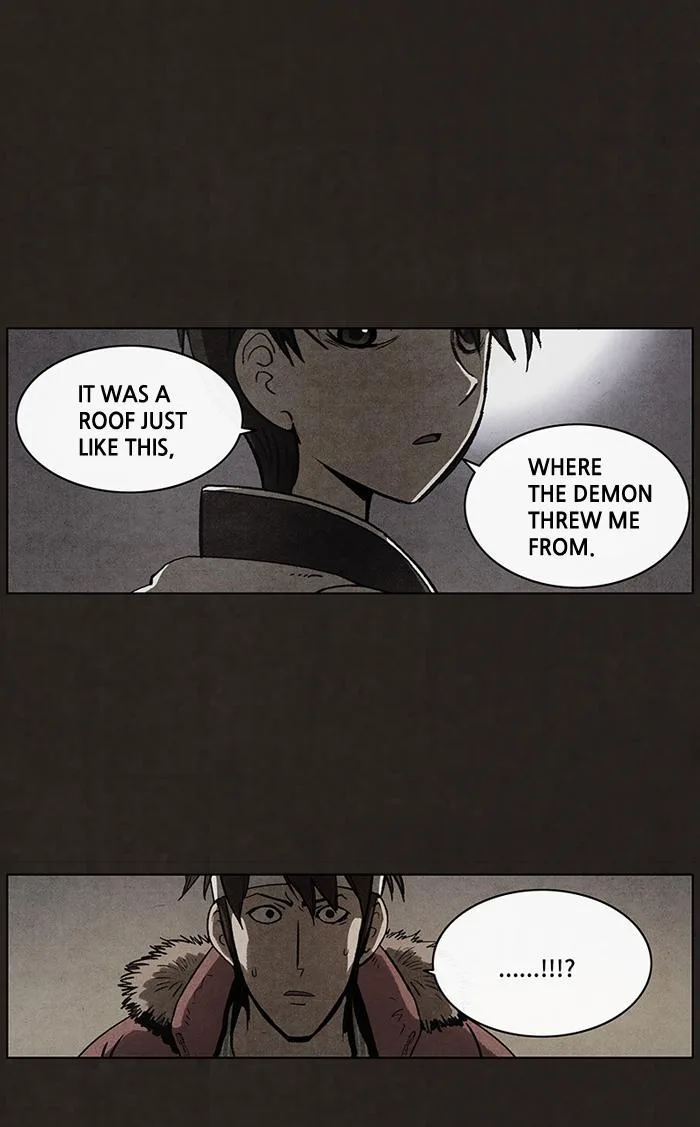 IT WAS A
ROOF JUST
LIKE THIS,
WHERE
THE DEMON
THREW ME
FROM.
......!!!?